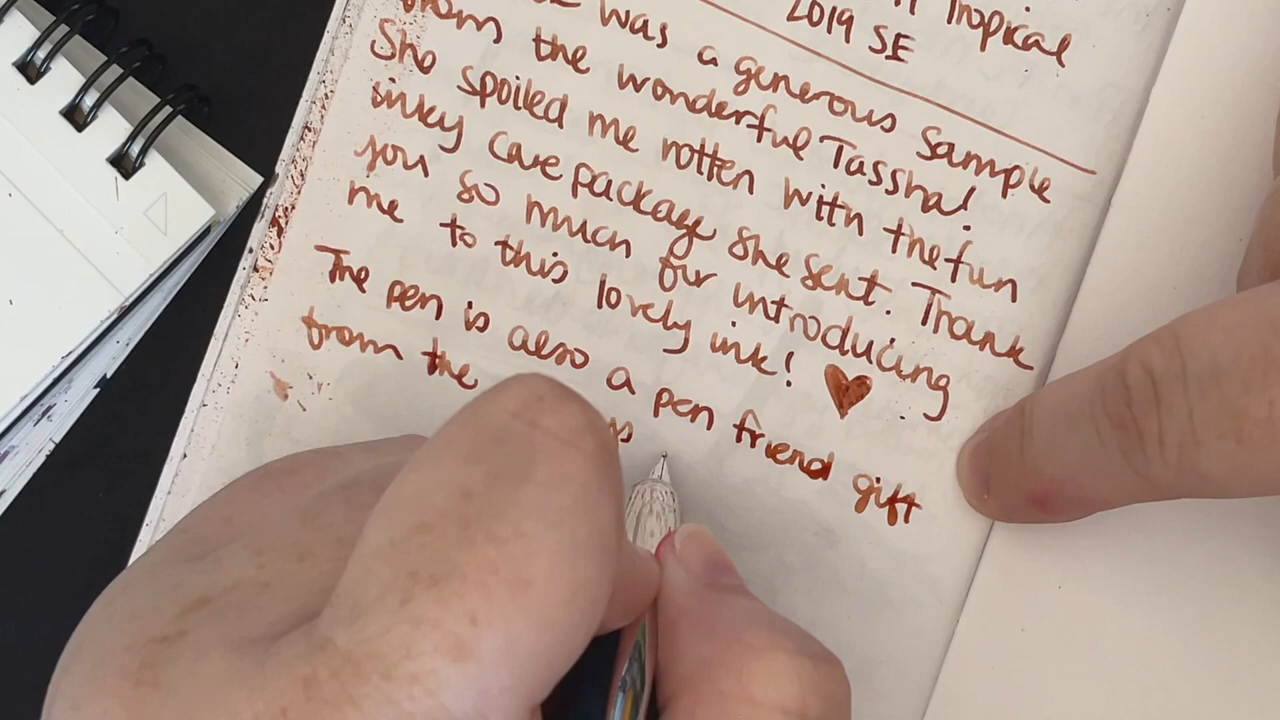 Tropical
2019 SE
was a generous sample
from the wonderful Tassha!
She spoiled me rotten with the fun
inky care package she sent. Thank
you so much for introducing
me to this lovely ink! ♥
The pen is also a pen friend gift
from the